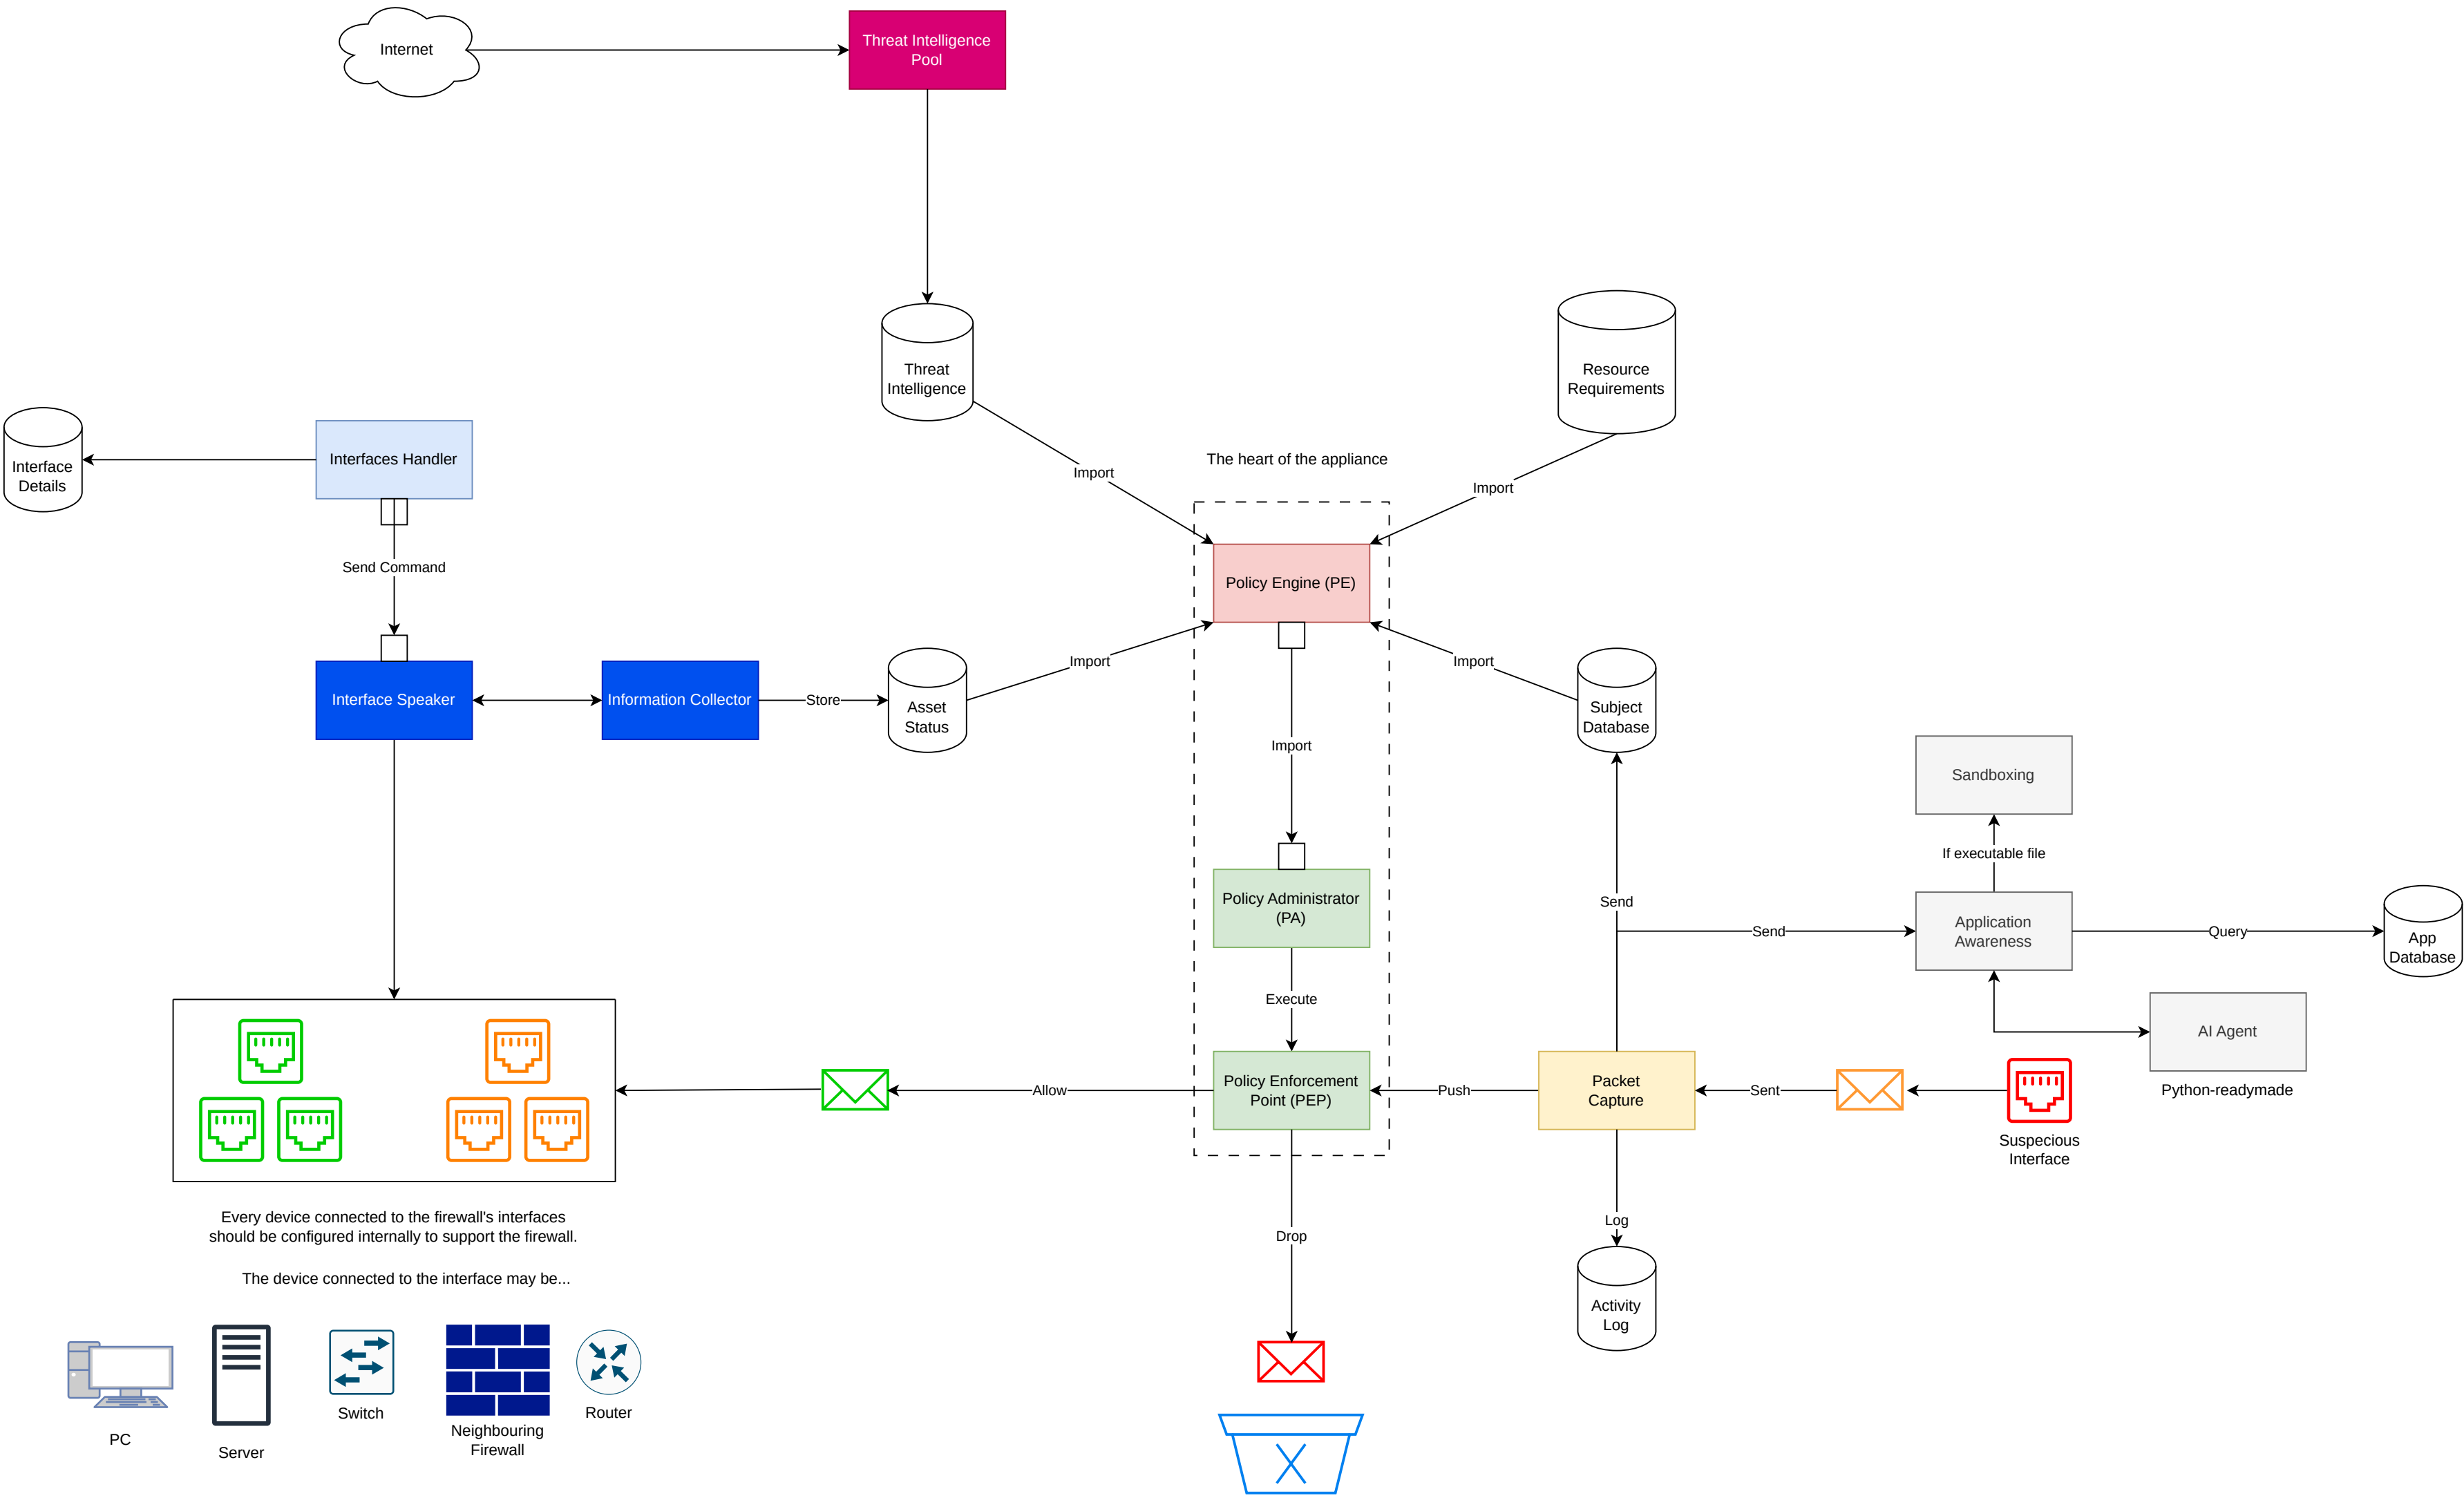 Internet
Threat Intelligence
Pool
Threat
Intelligence
Resource
Requirements
Interface
Details
Interfaces Handler
The heart of the appliance
Import
Import
Send Command
Policy Engine (PE)
Interface Speaker
Information Collector
Store
Asset
Status
Import
Import
Subject
Database
Import
Sandboxing
If executable file
Policy Administrator
(PA)
Send
Send
Application
Awareness
Query
App
Database
Execute
AI Agent
Python-readymade
Allow
Policy Enforcement
Point (PEP)
Push
Packet
Capture
Sent
Suspecious
Interface
Every device connected to the firewall's interfaces
should be configured internally to support the firewall.
The device connected to the interface may be...
Drop
Log
Activity
Log
PC
Server
Switch
Neighbouring
Firewall
Router